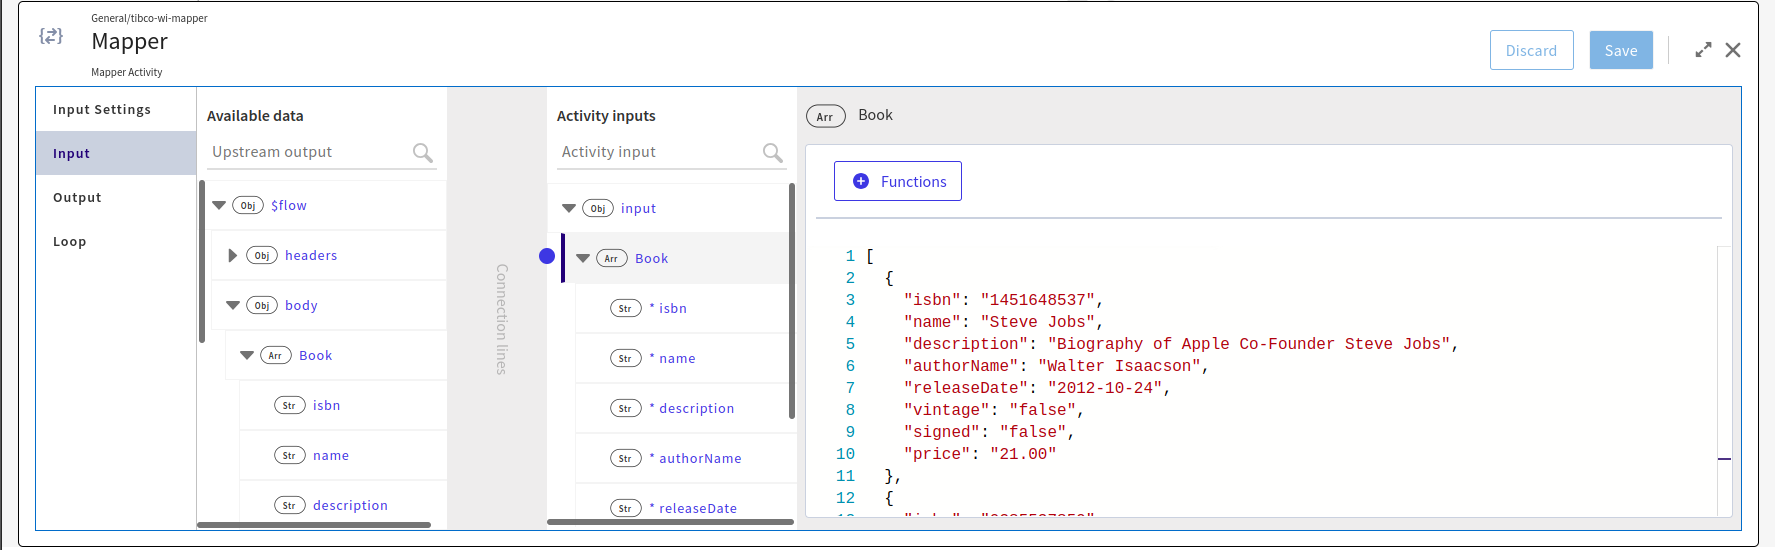 General/tibco-wi-mapper
Mapper
Mapper Activity
Discard
Save
Input Settings
Input
Output
Loop
Available data
Upstream output
Obj $flow
Obj headers
Obj body
Arr Book
Str isbn
Str name
Str description
Connection lines
Activity inputs
Activity input
Obj input
Arr Book
Str * isbn
Str * name
Str * description
Str * authorName
Str * releaseDate
Arr Book
Functions
1 [
2 {
3 "isbn": "1451648537",
4 "name": "Steve Jobs",
5 "description": "Biography of Apple Co-Founder Steve Jobs",
6 "authorName": "Walter Isaacson",
7 "releaseDate": "2012-10-24",
8 "vintage": "false",
9 "signed": "false",
10 "price": "21.00"
11 },
12 {